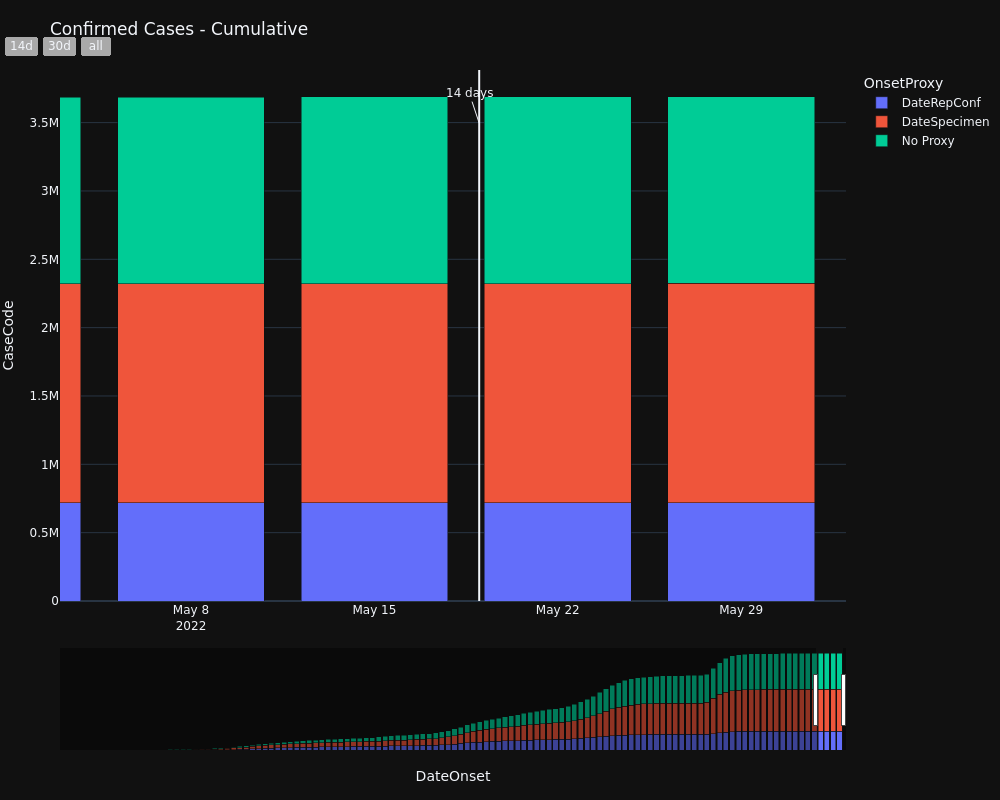 Confirmed Cases - Cumulative
14d 30d all
14 days
OnsetProxy
DateRepConf
DateSpecimen
No Proxy
3.5M
3M
2.5M
2M
1.5M
1M
0.5M
0
CaseCode
May 8 May 15 May 22 May 29
2022
DateOnset